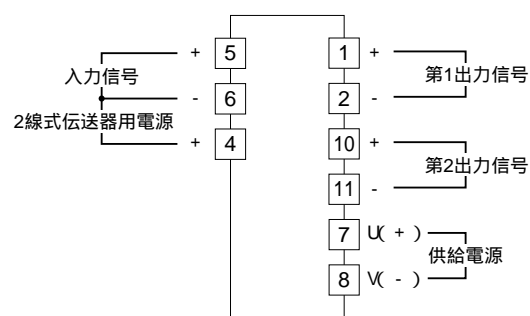 + 5
入力信号
- 6
2線式伝送器用電源
+ 4
1 +
第1出力信号
2 -
10 +
第2出力信号
11 -
7 U( + )
供給電源
8 V( - )